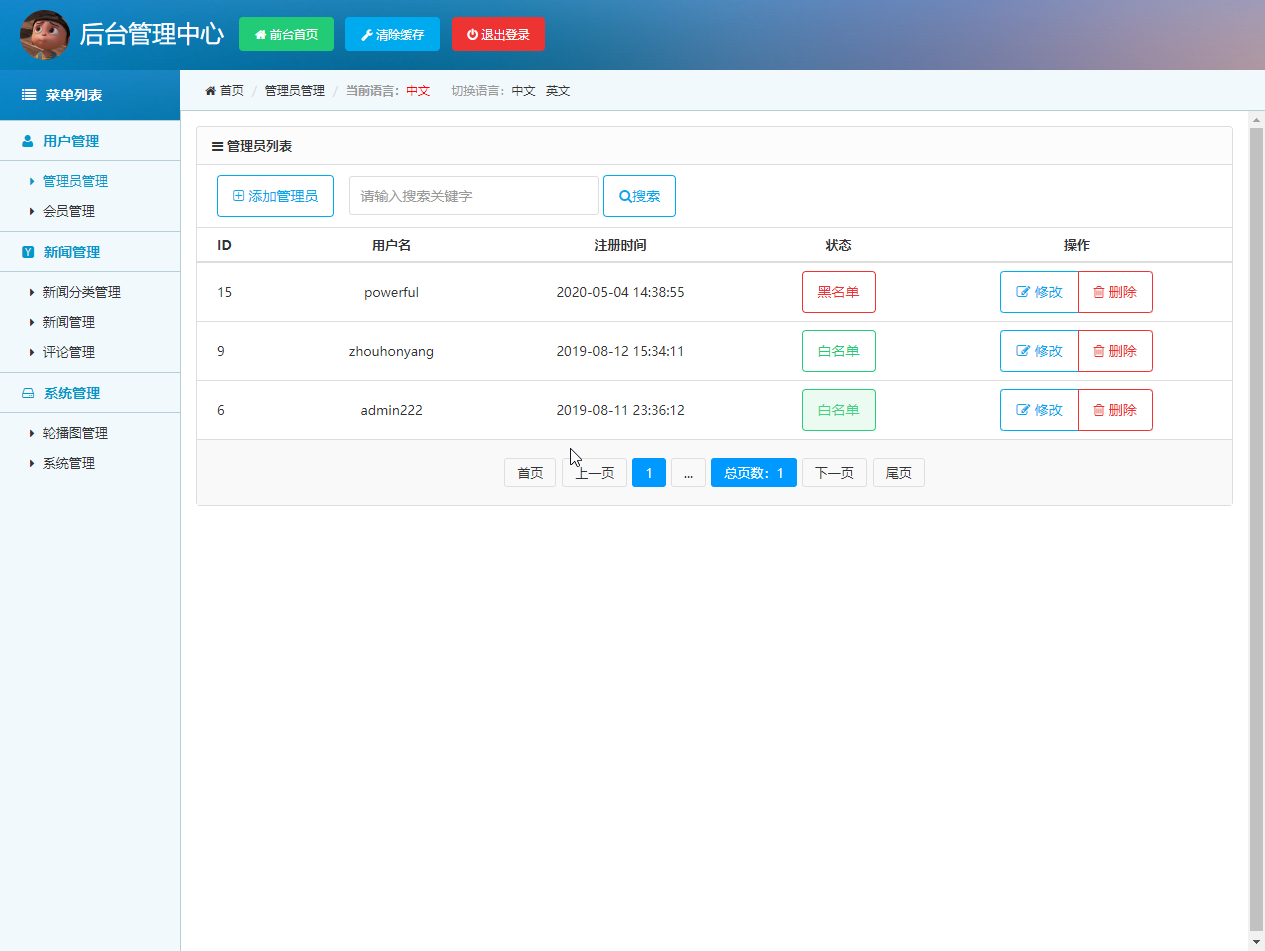 后台管理中心 前台首页 清除缓存 退出登录
菜单列表
首页 / 管理员管理 / 当前语言：中文 切换语言：中文 英文
用户管理
管理员管理
会员管理
新闻管理
新闻分类管理
新闻管理
评论管理
系统管理
轮播图管理
系统管理
管理员列表
添加管理员 请输入搜索关键字 搜索
ID 用户名 注册时间 状态 操作
15 powerful 2020-05-04 14:38:55 黑名单 修改 删除
9 zhouhonyang 2019-08-12 15:34:11 白名单 修改 删除
6 admin222 2019-08-11 23:36:12 白名单 修改 删除
首页 上一页 1 ... 总页数：1 下一页 尾页